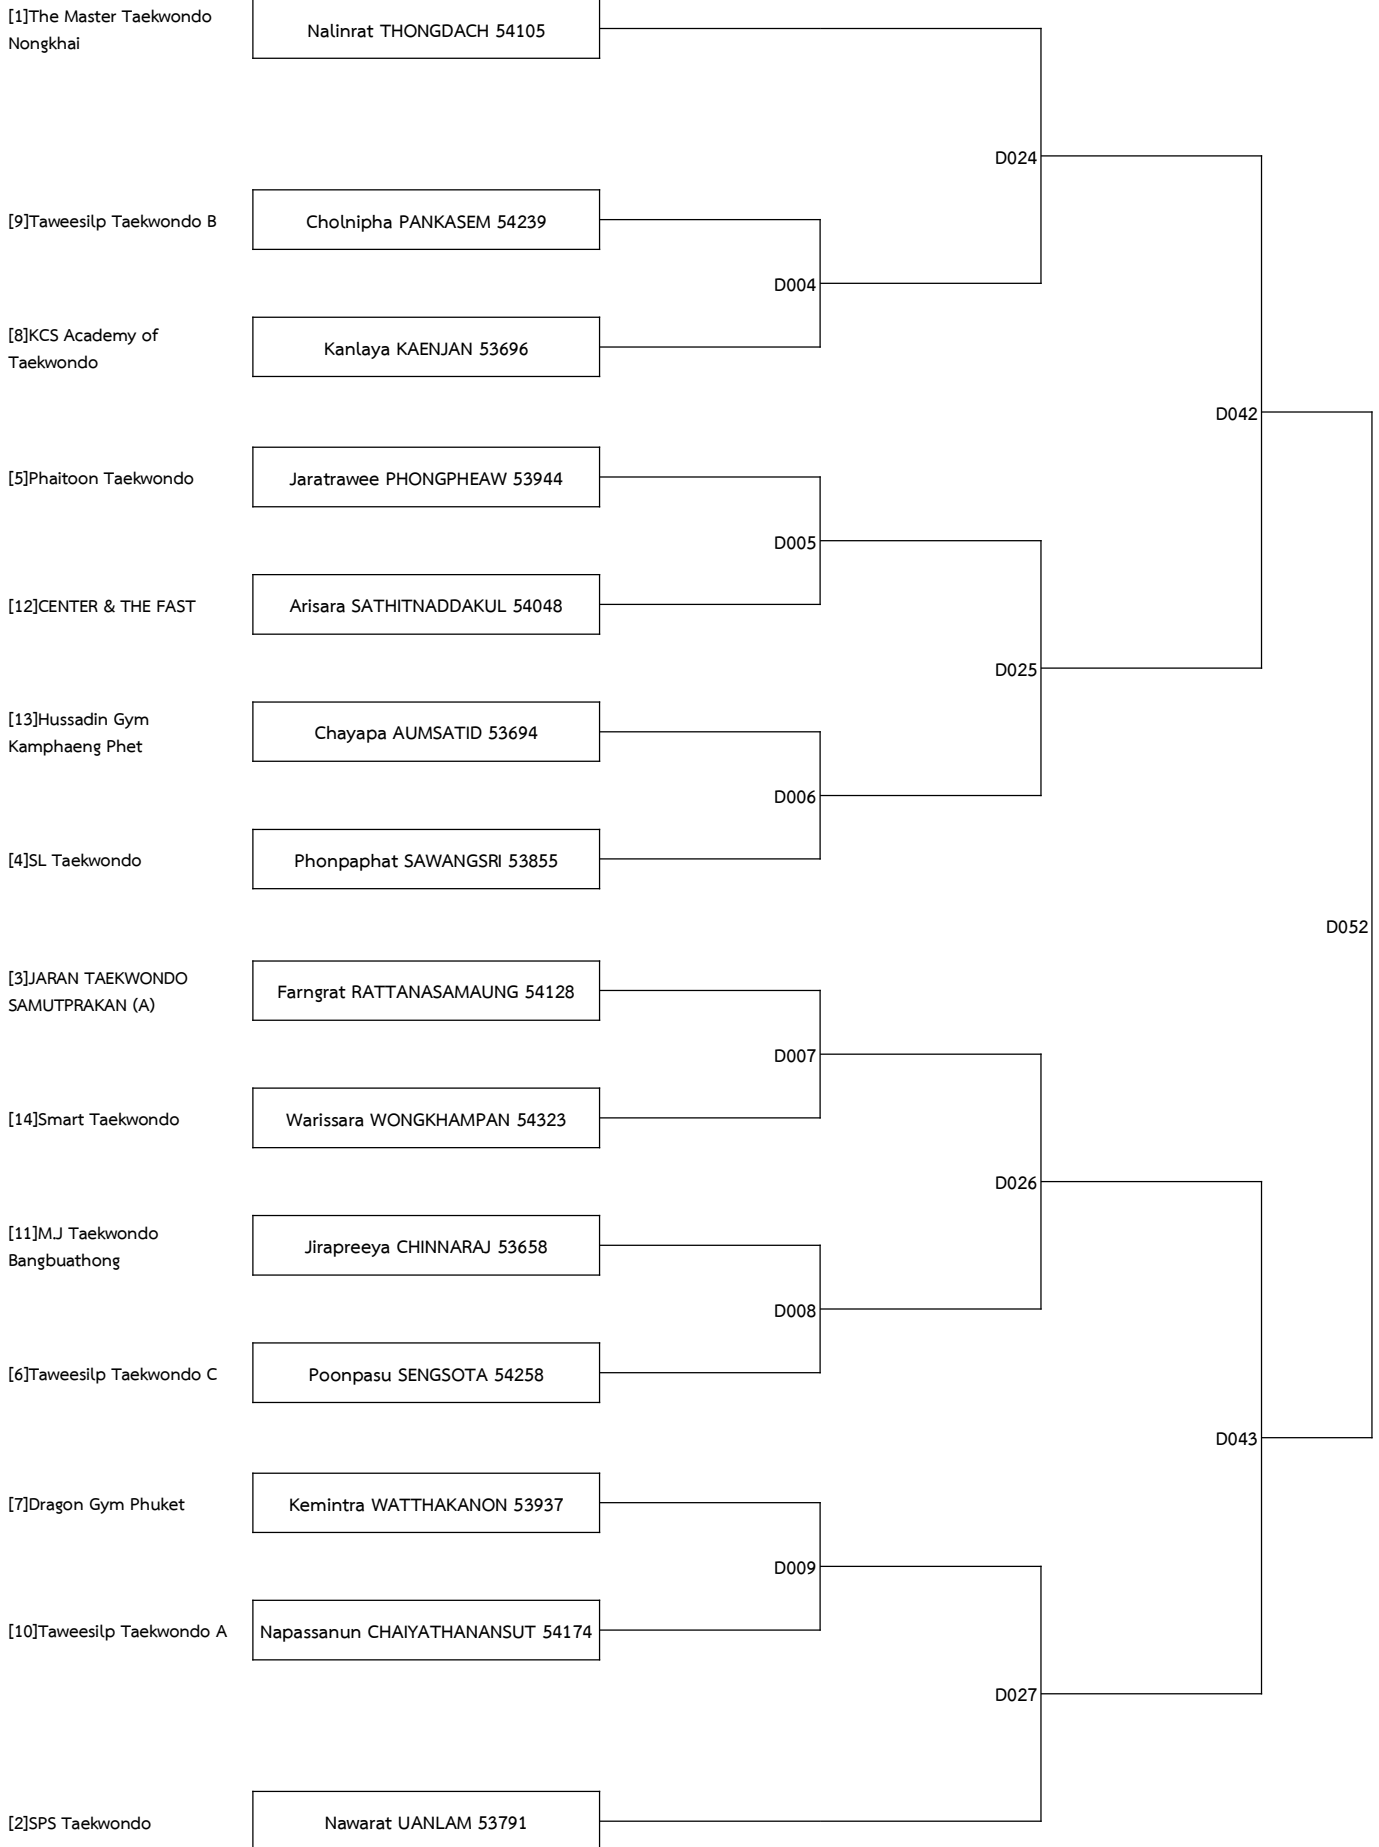 [1]The Master Taekwondo
Nongkhai
Nalinrat THONGDACH 54105
D024
[9]Taweesilp Taekwondo B
Cholnipha PANKASEM 54239
D004
[8]KCS Academy of
Taekwondo
Kanlaya KAENJAN 53696
D042
[5]Phaitoon Taekwondo
Jaratrawee PHONGPHEAW 53944
D005
[12]CENTER & THE FAST
Arisara SATHITNADDAKUL 54048
D025
[13]Hussadin Gym
Kamphaeng Phet
Chayapa AUMSATID 53694
D006
[4]SL Taekwondo
Phonpaphat SAWANGSRI 53855
D052
[3]JARAN TAEKWONDO
SAMUTPRAKAN (A)
Farngrat RATTANASAMAUNG 54128
D007
[14]Smart Taekwondo
Warissara WONGKHAMPAN 54323
D026
[11]M.J Taekwondo
Bangbuathong
Jirapreeya CHINNARAJ 53658
D008
[6]Taweesilp Taekwondo C
Poonpasu SENGSOTA 54258
D043
[7]Dragon Gym Phuket
Kemintra WATTHAKANON 53937
D009
[10]Taweesilp Taekwondo A
Napassanun CHAIYATHANANSUT 54174
D027
[2]SPS Taekwondo
Nawarat UANLAM 53791